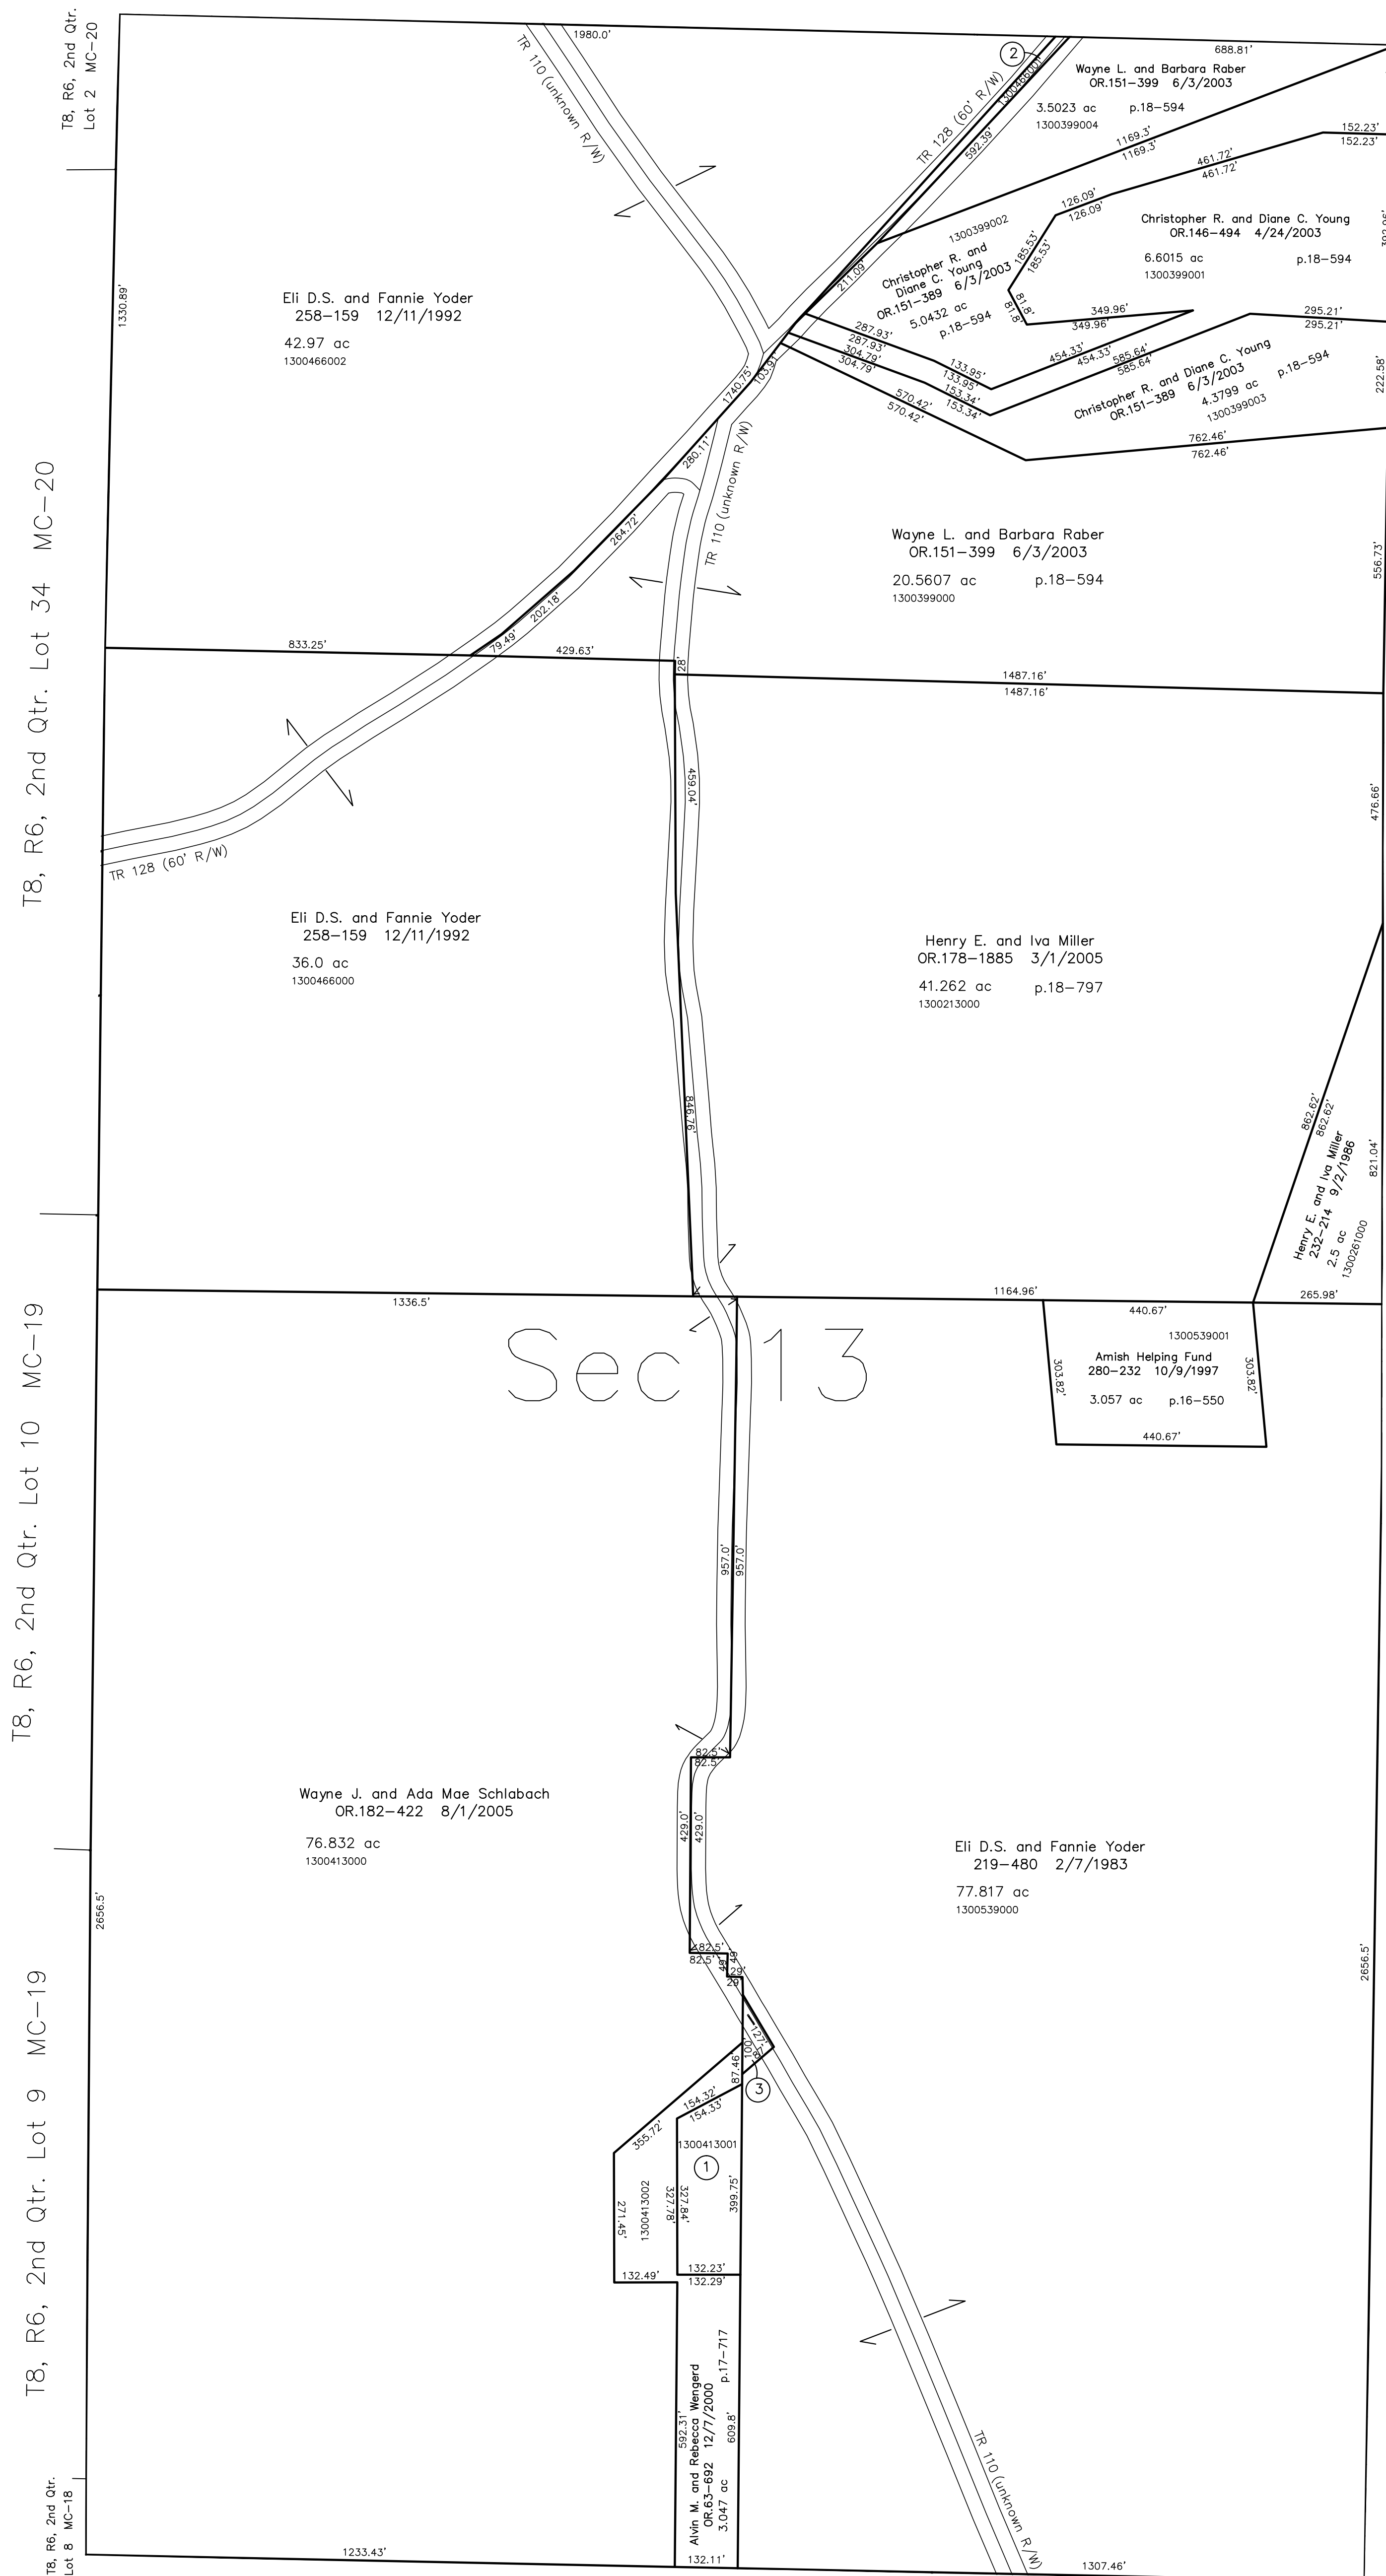 T8, R6, 2nd Qtr.
Lot 2 MC-20
1980.0'
TR 110 (unknown R/W)
2
TR 128 (60' R/W)
1300466001
592.39'
688.81'
Wayne L. and Barbara Raber
OR.151-399 6/3/2003
3.5023 ac p.18-594
1300399004
1169.3'
1169.3'
152.23'
152.23'
461.72'
461.72'
126.09'
126.09'
185.53'
185.53'
81.8'
81.8'
Christopher R. and Diane C. Young
OR.146-494 4/24/2003
6.6015 ac p.18-594
1300399001
1300399002
Christopher R. and
Diane C. Young
OR.151-389 6/3/2003
5.0432 ac
p.18-594
211.09'
1330.89'
Eli D.S. and Fannie Yoder
258-159 12/11/1992
42.97 ac
1300466002
349.96'
349.96'
295.21'
295.21'
287.93'
287.93'
304.79'
304.79'
133.95'
133.95'
153.34'
153.34'
454.33'
454.33'
585.64'
585.64'
Christopher R. and Diane C. Young
OR.151-389 6/3/2003
4.3799 ac p.18-594
1300399003
222.58'
570.42'
570.42'
762.46'
762.46'
1740.75'
103.91'
280.11'
264.72'
202.18'
79.49'
TR 110 (unknown R/W)
T8, R6, 2nd Qtr. Lot 34 MC-20
Wayne L. and Barbara Raber
OR.151-399 6/3/2003
20.5607 ac p.18-594
1300399000
556.73'
833.25'
429.63'
28'
1487.16'
1487.16'
459.04'
476.66'
TR 128 (60' R/W)
Eli D.S. and Fannie Yoder
258-159 12/11/1992
36.0 ac
1300466000
Henry E. and Iva Miller
OR.178-1885 3/1/2005
41.262 ac p.18-797
1300213000
846.76'
862.62'
862.62'
Henry E. and Iva Miller
232-214 9/2/1986
2.5 ac
1300261000
821.04'
1336.5'
1164.96'
265.98'
440.67'
1300539001
Amish Helping Fund
280-232 10/9/1997
3.057 ac p.16-550
303.82'
303.82'
440.67'
Sec 13
T8, R6, 2nd Qtr. Lot 10 MC-19
957.0'
957.0'
82.5'
82.5'
429.0'
429.0'
Wayne J. and Ada Mae Schlabach
OR.182-422 8/1/2005
76.832 ac
1300413000
Eli D.S. and Fannie Yoder
219-480 2/7/1983
77.817 ac
1300539000
2656.5'
2656.5'
82.5'
82.5'
49'
49'
29'
29'
127'
100'
87.46'
3
T8, R6, 2nd Qtr. Lot 9 MC-19
154.32'
154.33'
355.72'
1300413001
1
271.45'
1300413002
327.78'
327.84'
399.75'
132.49'
132.23'
132.29'
592.31'
Alvin M. and Rebecca Wengerd
OR.63-692 12/7/2000
3.047 ac p.17-717
609.8'
TR 110 (unknown R/W)
T8, R6, 2nd Qtr.
Lot 8 MC-18
1233.43'
132.11'
1307.46'